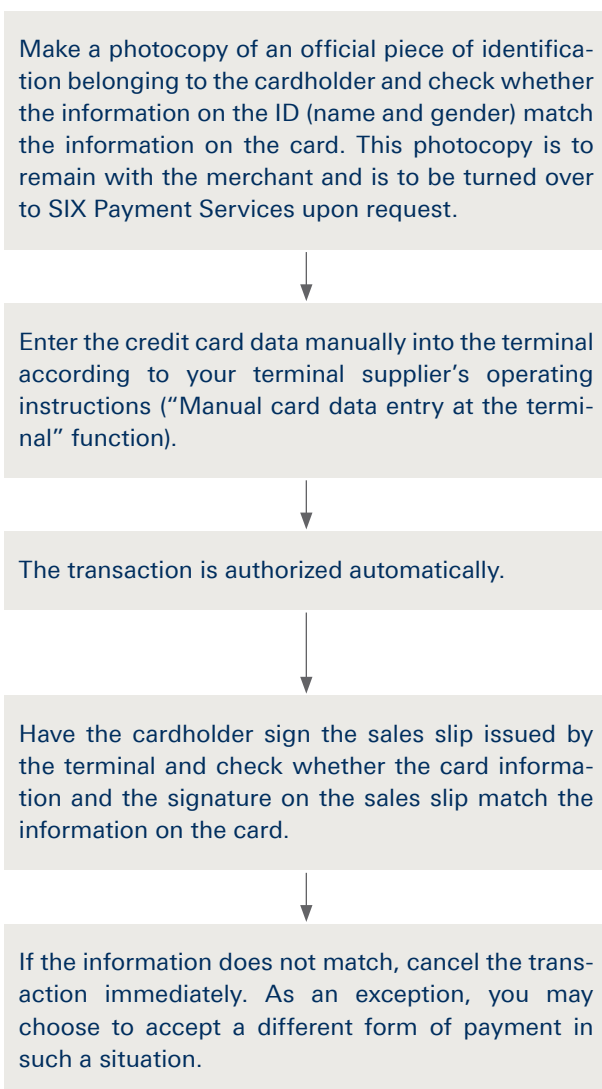 Make a photocopy of an official piece of identifica-
tion belonging to the cardholder and check whether
the information on the ID (name and gender) match
the information on the card. This photocopy is to
remain with the merchant and is to be turned over
to SIX Payment Services upon request.
Enter the credit card data manually into the terminal
according to your terminal supplier’s operating
instructions (“Manual card data entry at the termi-
nal” function).
The transaction is authorized automatically.
Have the cardholder sign the sales slip issued by
the terminal and check whether the card informa-
tion and the signature on the sales slip match the
information on the card.
If the information does not match, cancel the trans-
action immediately. As an exception, you may
choose to accept a different form of payment in
such a situation.